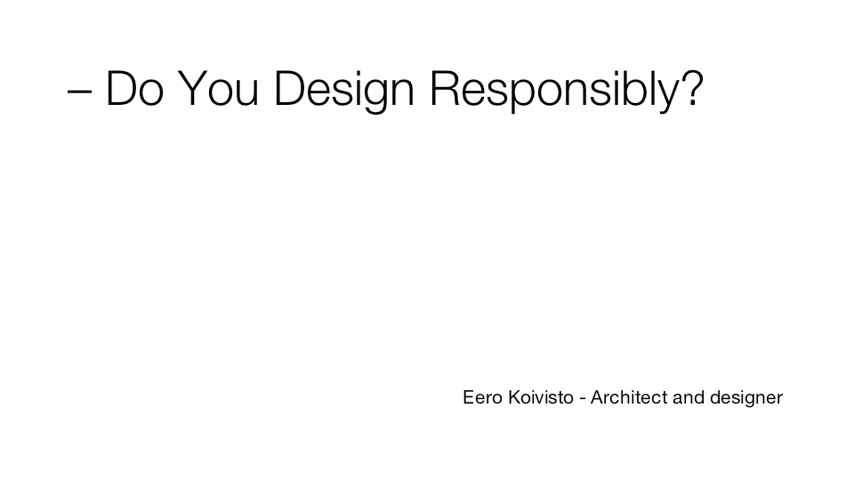 – Do You Design Responsibly?
Eero Koivisto - Architect and designer